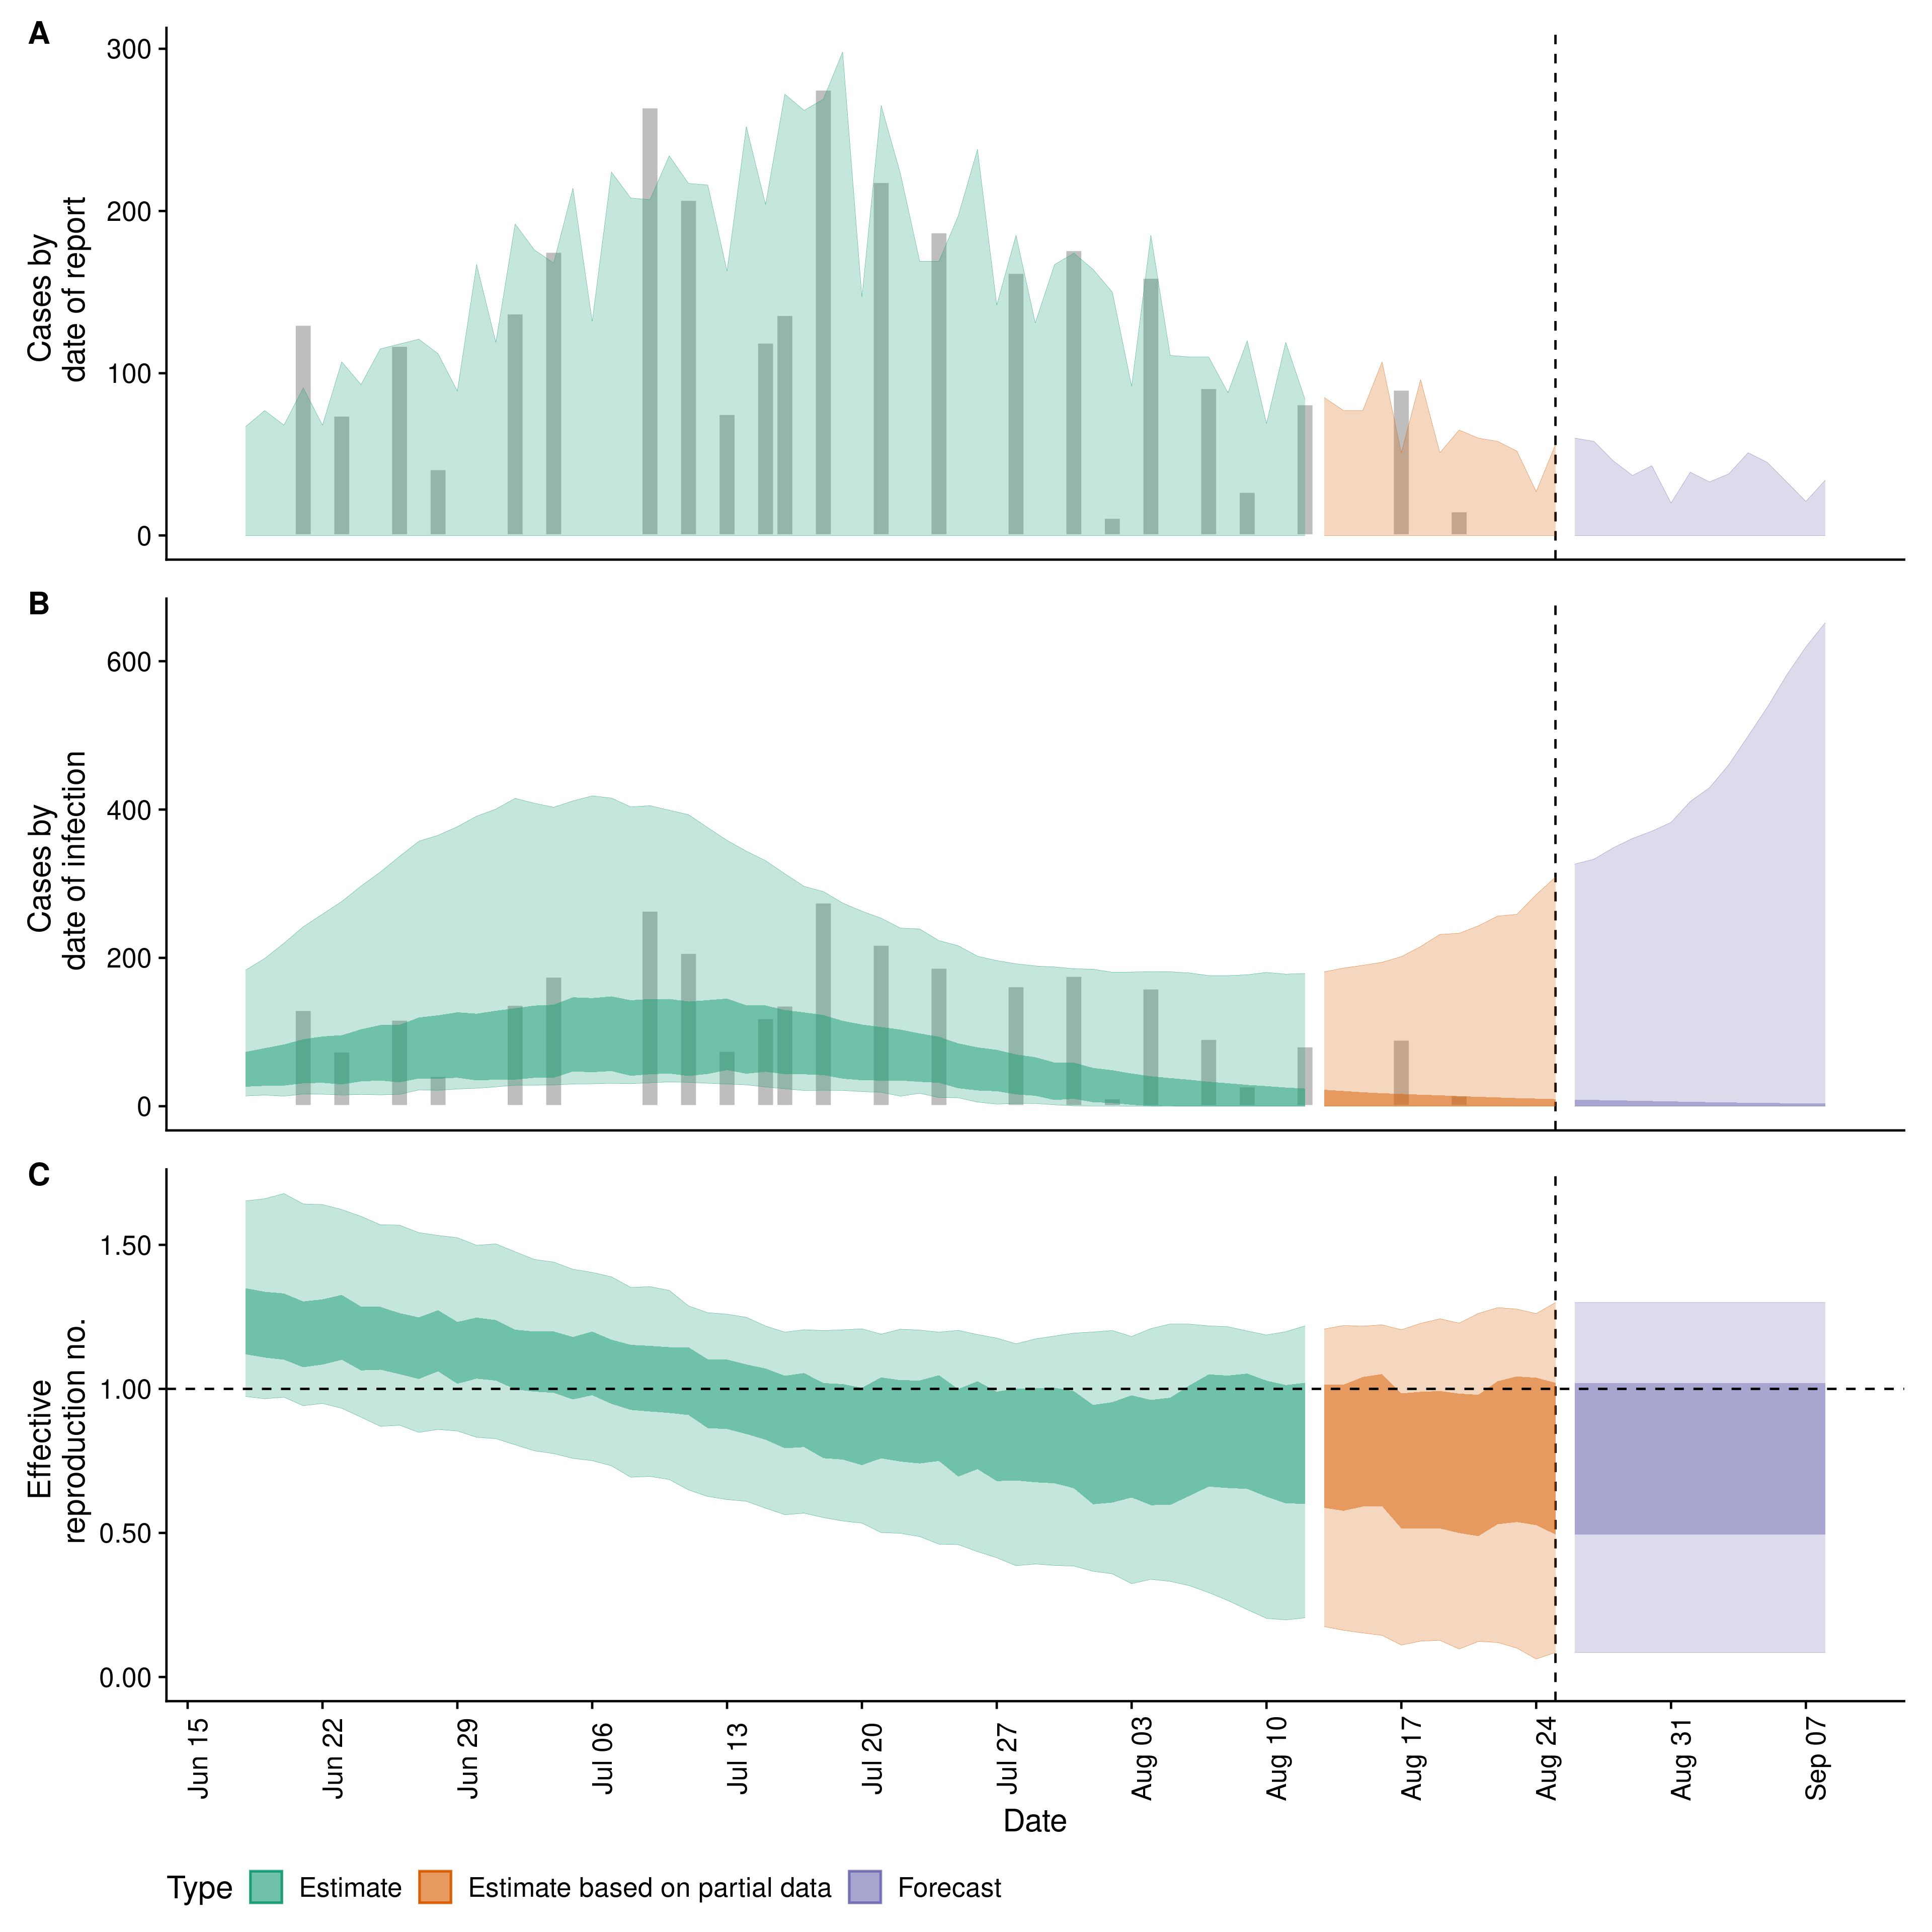 A
300
200
100
0
Cases by
date of report
B
600
400
200
0
Cases by
date of infection
C
1.50
1.00
0.50
0.00
Effective
reproduction no.
Jun 15
Jun 22
Jun 29
Jul 06
Jul 13
Jul 20
Jul 27
Aug 03
Aug 10
Aug 17
Aug 24
Aug 31
Sep 07
Date
Type Estimate Estimate based on partial data Forecast